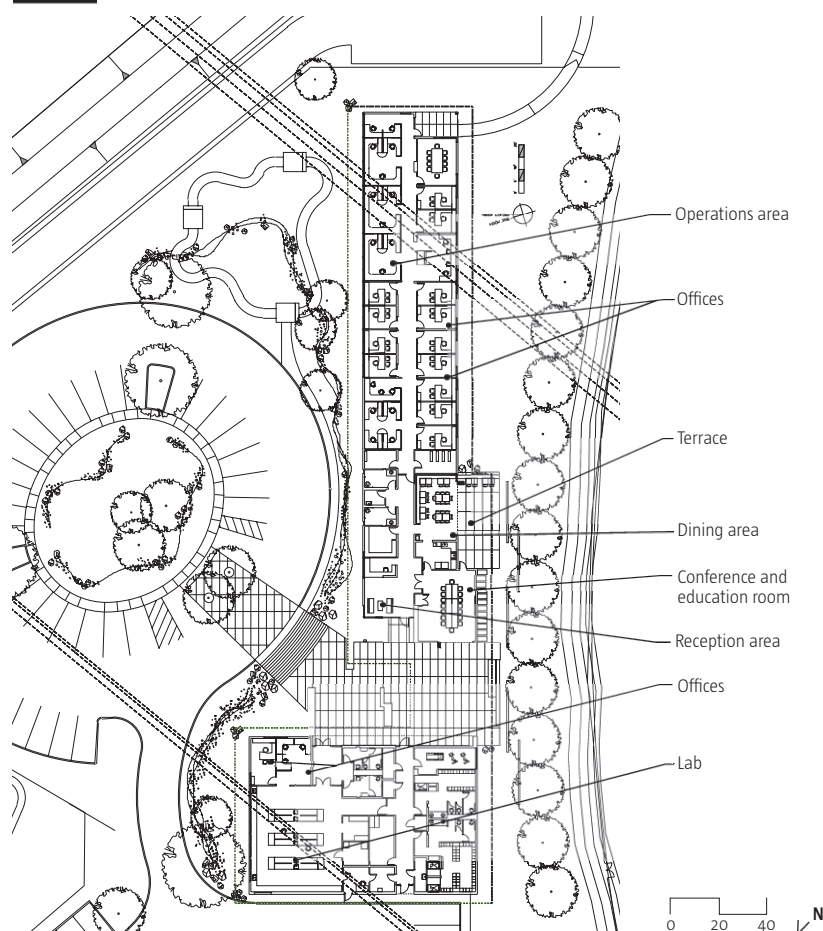 Operations area
Offices
Terrace
Dining area
Conference and
education room
Reception area
Offices
Lab
0 20 40
N